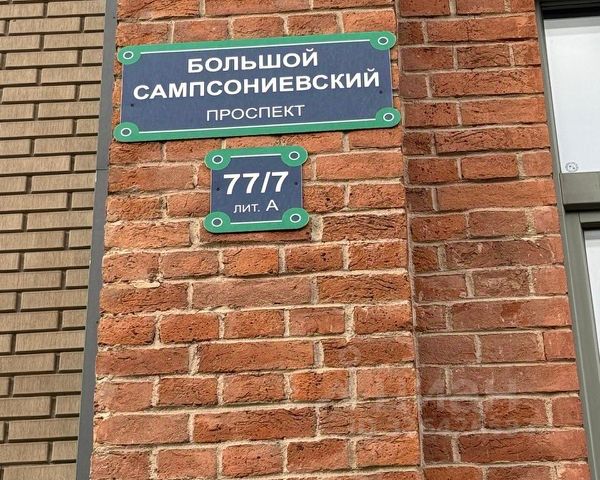 БОЛЬШОЙ
САМПСОНИЕВСКИЙ
ПРОСПЕКТ
77/7
ЛИТ. А